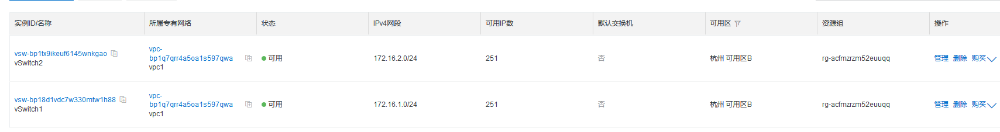 实例ID/名称 所属专有网络 状态 IPv4网段 可用IP数 默认交换机 可用区 资源组 操作
vsw-bp1tx9ikeuf6145wnkgao
vSwitch2
vpc-
bp1q7qrr4a5oa1s597qwa
vpc1
可用 172.16.2.0/24 251 否 杭州 可用区B rg-acfmzrzm52euuqq 管理 删除 购买
vsw-bp18d1vdc7w330mtw1h88
vSwitch1
vpc-
bp1q7qrr4a5oa1s597qwa
vpc1
可用 172.16.1.0/24 251 否 杭州 可用区B rg-acfmzrzm52euuqq 管理 删除 购买